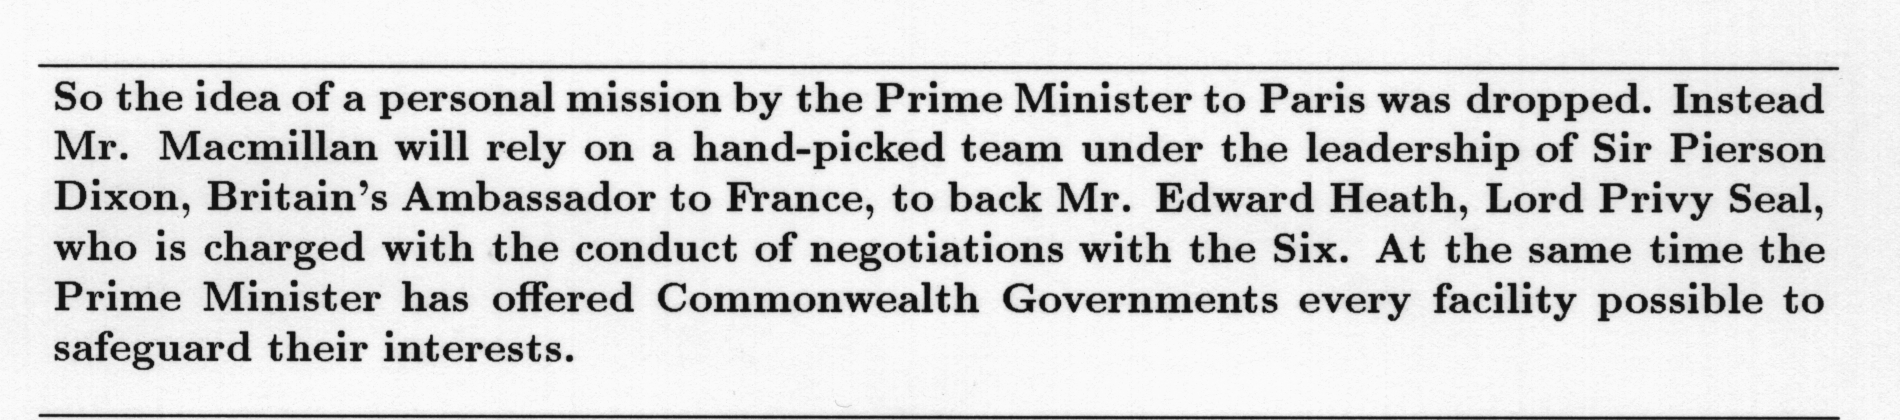 So the idea of a personal mission by the Prime Minister to Paris was dropped. Instead
Mr. Macmillan will rely on a hand-picked team under the leadership of Sir Pierson
Dixon, Britain's Ambassador to France, to back Mr. Edward Heath, Lord Privy Seal,
who is charged with the conduct of negotiations with the Six. At the same time the
Prime Minister has offered Commonwealth Governments every facility possible to
safeguard their interests.